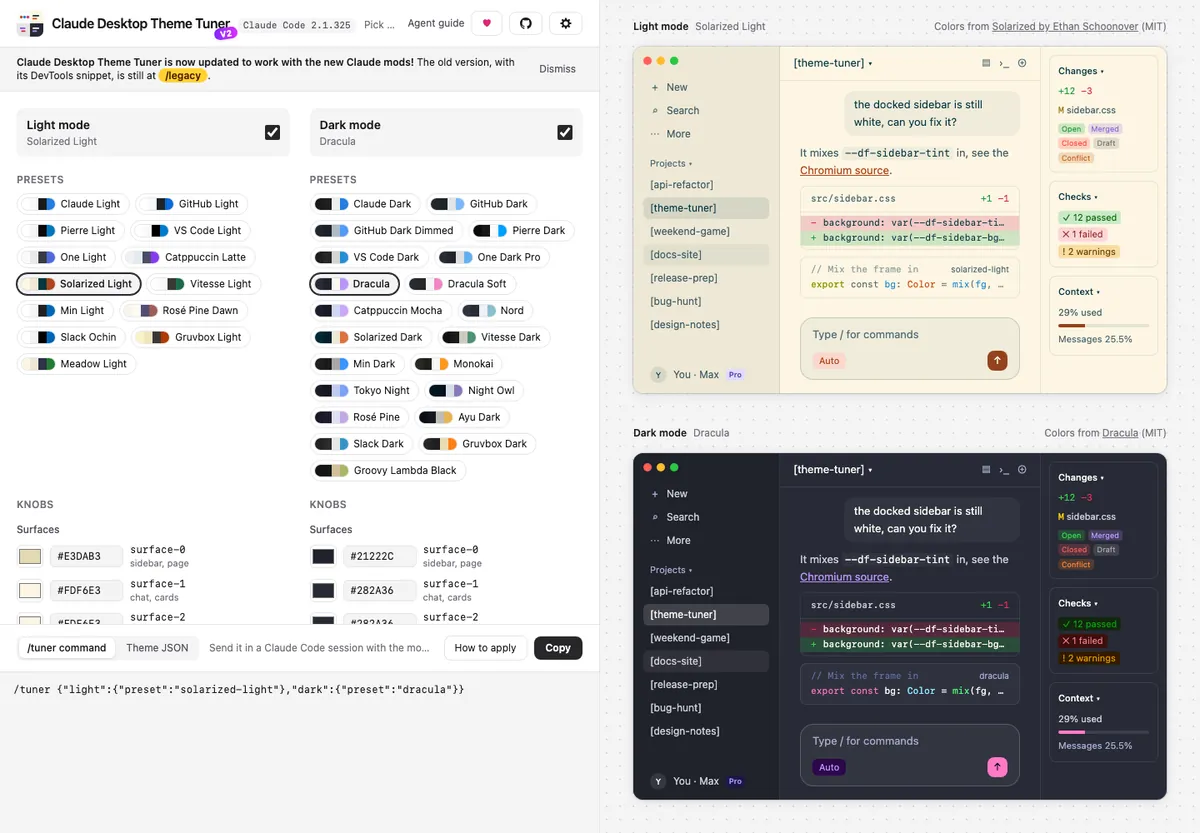 Claude Desktop Theme Tuner
v2
Claude Code 2.1.325
Pick ...
Agent guide
Claude Desktop Theme Tuner is now updated to work with the new Claude mods! The old version, with
its DevTools snippet, is still at /legacy.
Dismiss
Light mode
Solarized Light
Dark mode
Dracula
PRESETS
Claude Light
GitHub Light
Pierre Light
VS Code Light
One Light
Catppuccin Latte
Solarized Light
Vitesse Light
Min Light
Rosé Pine Dawn
Slack Ochin
Gruvbox Light
Meadow Light
PRESETS
Claude Dark
GitHub Dark
GitHub Dark Dimmed
Pierre Dark
VS Code Dark
One Dark Pro
Dracula
Dracula Soft
Catppuccin Mocha
Nord
Solarized Dark
Vitesse Dark
Min Dark
Monokai
Tokyo Night
Night Owl
Rosé Pine
Ayu Dark
Slack Dark
Gruvbox Dark
Groovy Lambda Black
KNOBS
Surfaces
#E3DAB3
surface-0
sidebar, page
#FDF6E3
surface-1
chat, cards
#FDF6E3
surface-2
KNOBS
Surfaces
#21222C
surface-0
sidebar, page
#282A36
surface-1
chat, cards
#282A36
surface-2
/tuner command
Theme JSON
Send it in a Claude Code session with the mo...
How to apply
Copy
/tuner {"light":{"preset":"solarized-light"},"dark":{"preset":"dracula"}}
Light mode Solarized Light
Colors from Solarized by Ethan Schoonover (MIT)
+ New
Search
... More
Projects
[api-refactor]
[theme-tuner]
[weekend-game]
[docs-site]
[release-prep]
[bug-hunt]
[design-notes]
Y You · Max Pro
[theme-tuner]
the docked sidebar is still
white, can you fix it?
It mixes --df-sidebar-tint in, see the
Chromium source.
src/sidebar.css +1 −1
− background: var(--df-sidebar-ti…
+ background: var(--df-sidebar-bg…
// Mix the frame in solarized-light
export const bg: Color = mix(fg, …
Type / for commands
Auto
Changes
+12 −3
M sidebar.css
Open Merged
Closed Draft
Conflict
Checks
✓ 12 passed
✕ 1 failed
! 2 warnings
Context
29% used
Messages 25.5%
Dark mode Dracula
Colors from Dracula (MIT)
+ New
Search
... More
Projects
[api-refactor]
[theme-tuner]
[weekend-game]
[docs-site]
[release-prep]
[bug-hunt]
[design-notes]
Y You · Max Pro
[theme-tuner]
the docked sidebar is still
white, can you fix it?
It mixes --df-sidebar-tint in, see the
Chromium source.
src/sidebar.css +1 −1
− background: var(--df-sidebar-ti…
+ background: var(--df-sidebar-bg…
// Mix the frame in dracula
export const bg: Color = mix(fg, …
Type / for commands
Auto
Changes
+12 −3
M sidebar.css
Open Merged
Closed Draft
Conflict
Checks
✓ 12 passed
✕ 1 failed
! 2 warnings
Context
29% used
Messages 25.5%